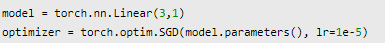 model = torch.nn.Linear(3,1)
optimizer = torch.optim.SGD(model.parameters(), lr=1e-5)